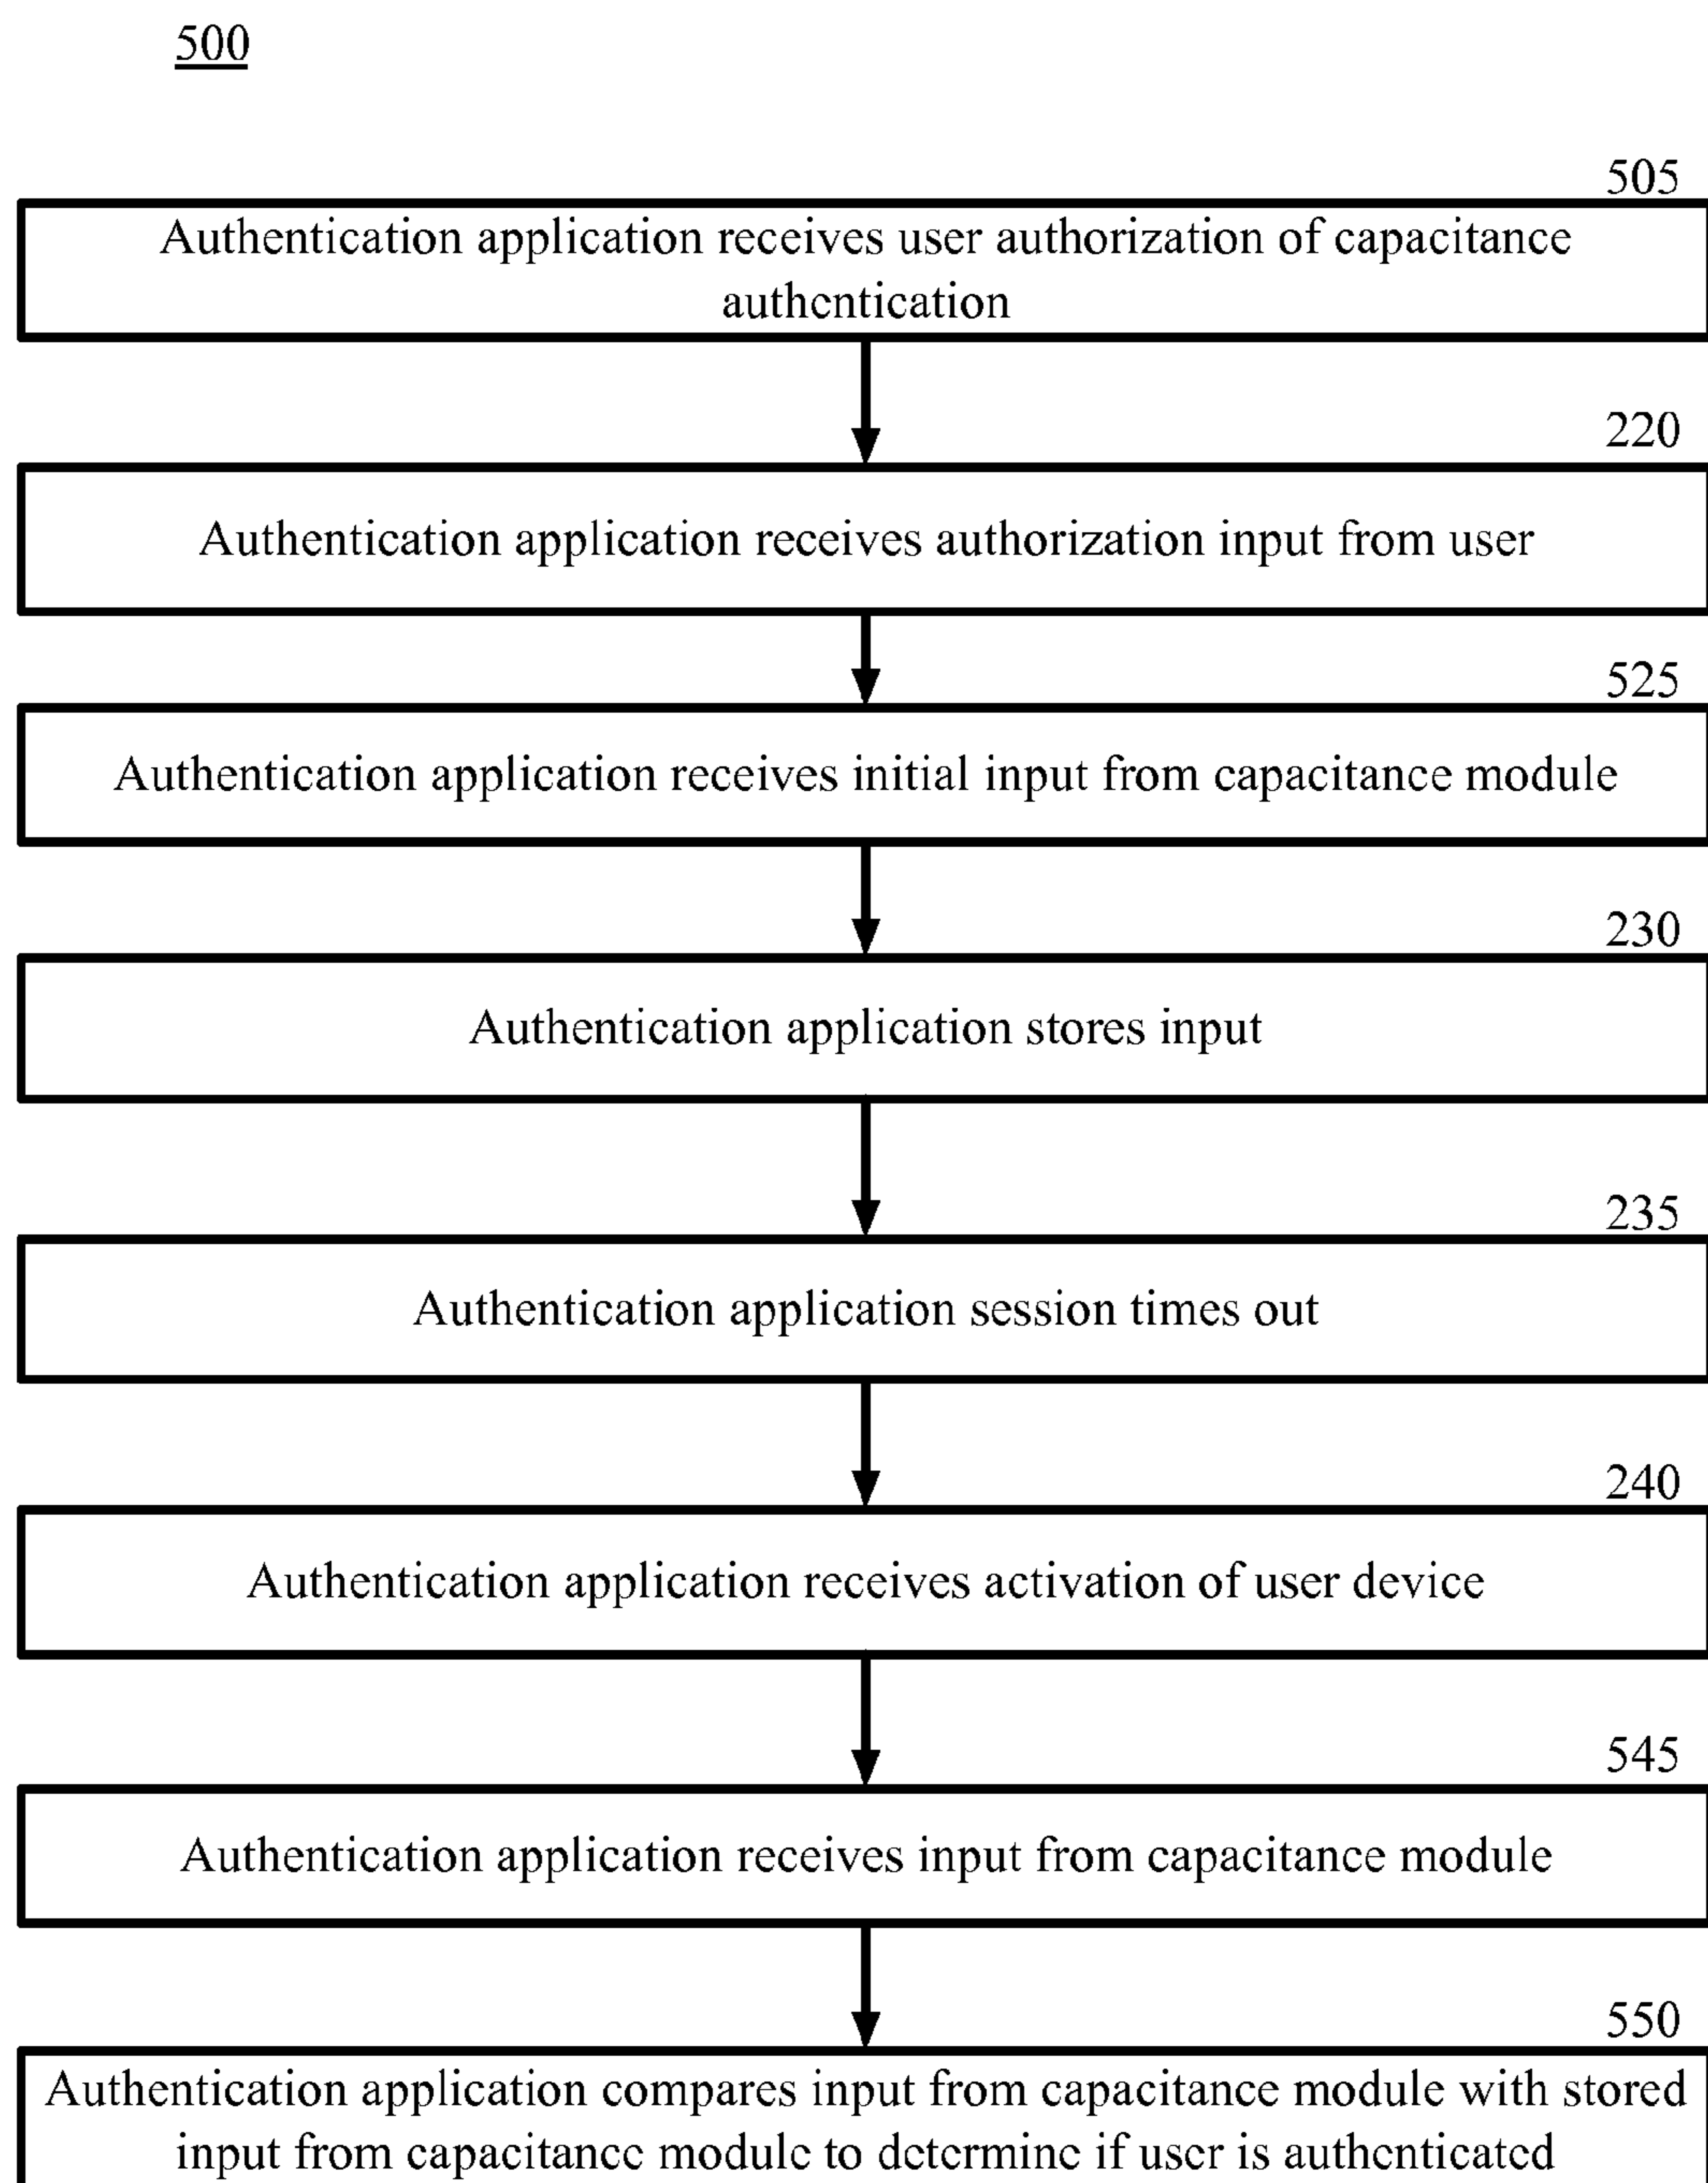 500
505
Authentication application receives user authorization of capacitance
authentication
220
Authentication application receives authorization input from user
525
Authentication application receives initial input from capacitance module
230
Authentication application stores input
235
Authentication application session times out
240
Authentication application receives activation of user device
545
Authentication application receives input from capacitance module
550
Authentication application compares input from capacitance module with stored
input from capacitance module to determine if user is authenticated